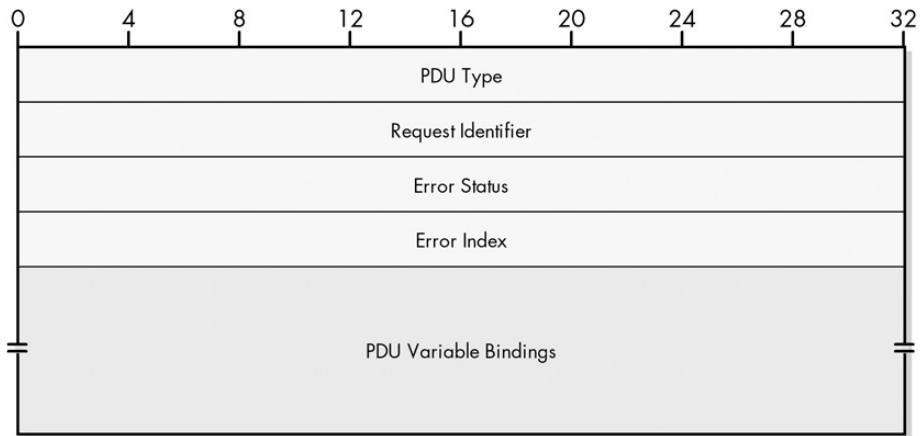 0 4 8 12 16 20 24 28 32
PDU Type
Request Identifier
Error Status
Error Index
PDU Variable Bindings